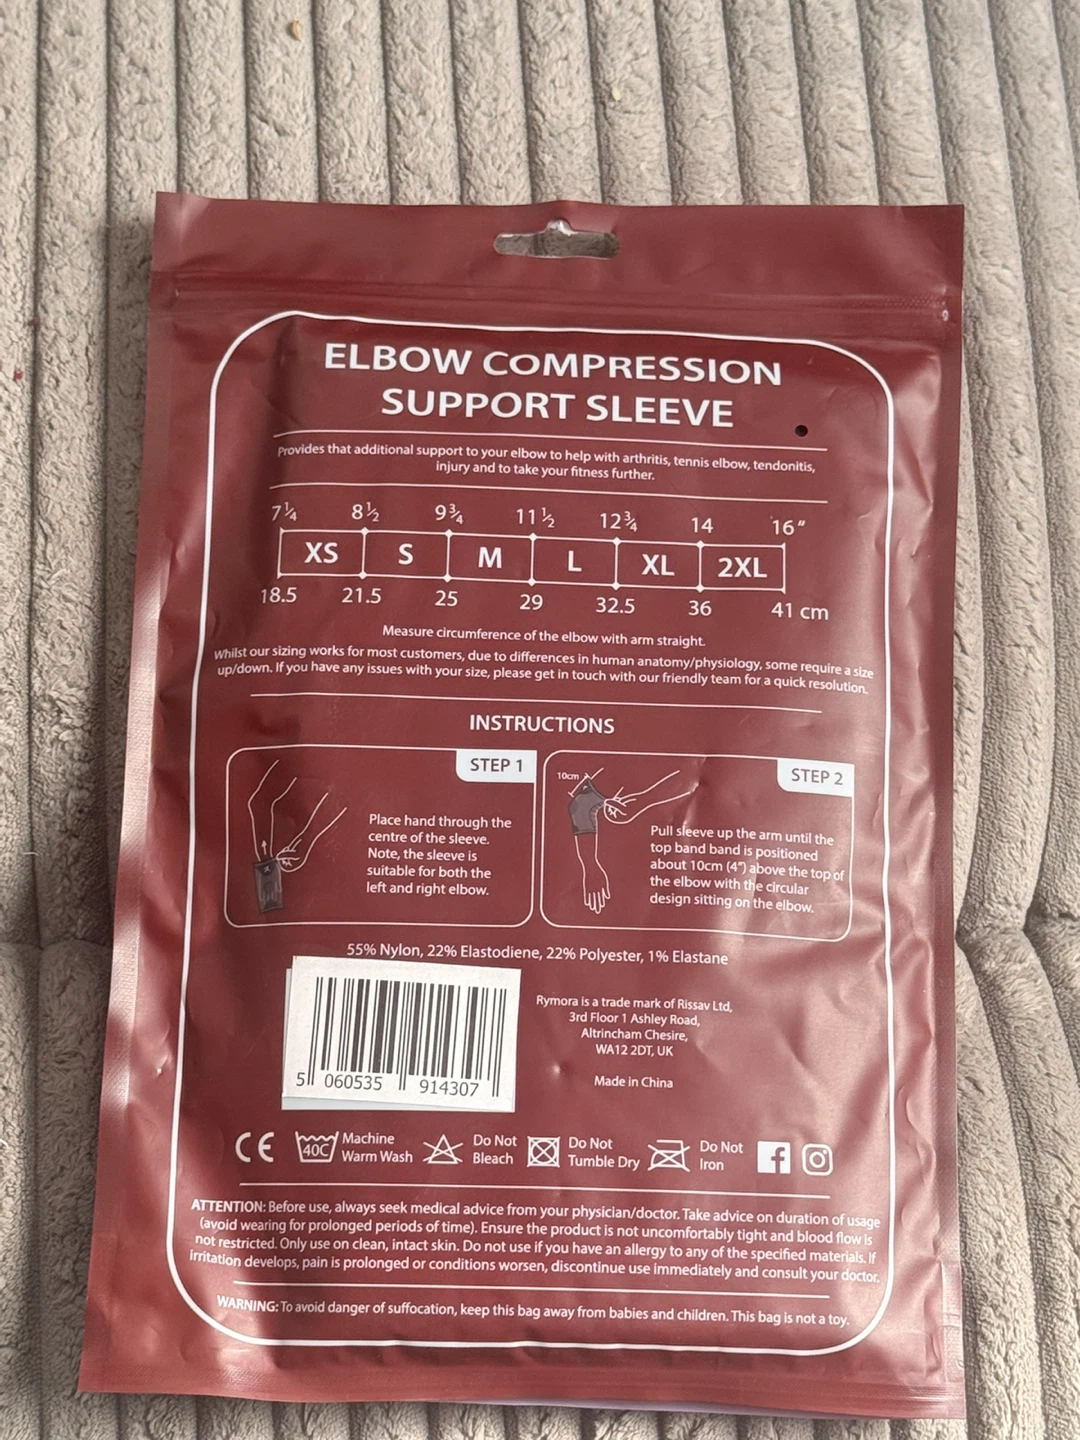 ELBOW COMPRESSION
SUPPORT SLEEVE
Provides that additional support to your elbow to help with arthritis, tennis elbow, tendonitis,
injury and to take your fitness further.
7¼ 8½ 9¾ 11½ 12¾ 14 16"
XS S M L XL 2XL
18.5 21.5 25 29 32.5 36 41 cm
Measure circumference of the elbow with arm straight.
Whilst our sizing works for most customers, due to differences in human anatomy/physiology, some require a size
up/down. If you have any issues with your size, please get in touch with our friendly team for a quick resolution.
INSTRUCTIONS
STEP 1
Place hand through the
centre of the sleeve.
Note, the sleeve is
suitable for both the
left and right elbow.
STEP 2
10cm
Pull sleeve up the arm until the
top band band is positioned
about 10cm (4") above the top of
the elbow with the circular
design sitting on the elbow.
55% Nylon, 22% Elastodiene, 22% Polyester, 1% Elastane
5 060535 914307
Rymora is a trade mark of Rissav Ltd,
3rd Floor 1 Ashley Road,
Altrincham Chesire,
WA12 2DT, UK
Made in China
CE
40C
Machine
Warm Wash
Do Not
Bleach
Do Not
Tumble Dry
Do Not
Iron
f
ATTENTION: Before use, always seek medical advice from your physician/doctor. Take advice on duration of usage
(avoid wearing for prolonged periods of time). Ensure the product is not uncomfortably tight and blood flow is
not restricted. Only use on clean, intact skin. Do not use if you have an allergy to any of the specified materials. If
irritation develops, pain is prolonged or conditions worsen, discontinue use immediately and consult your doctor.
WARNING: To avoid danger of suffocation, keep this bag away from babies and children. This bag is not a toy.